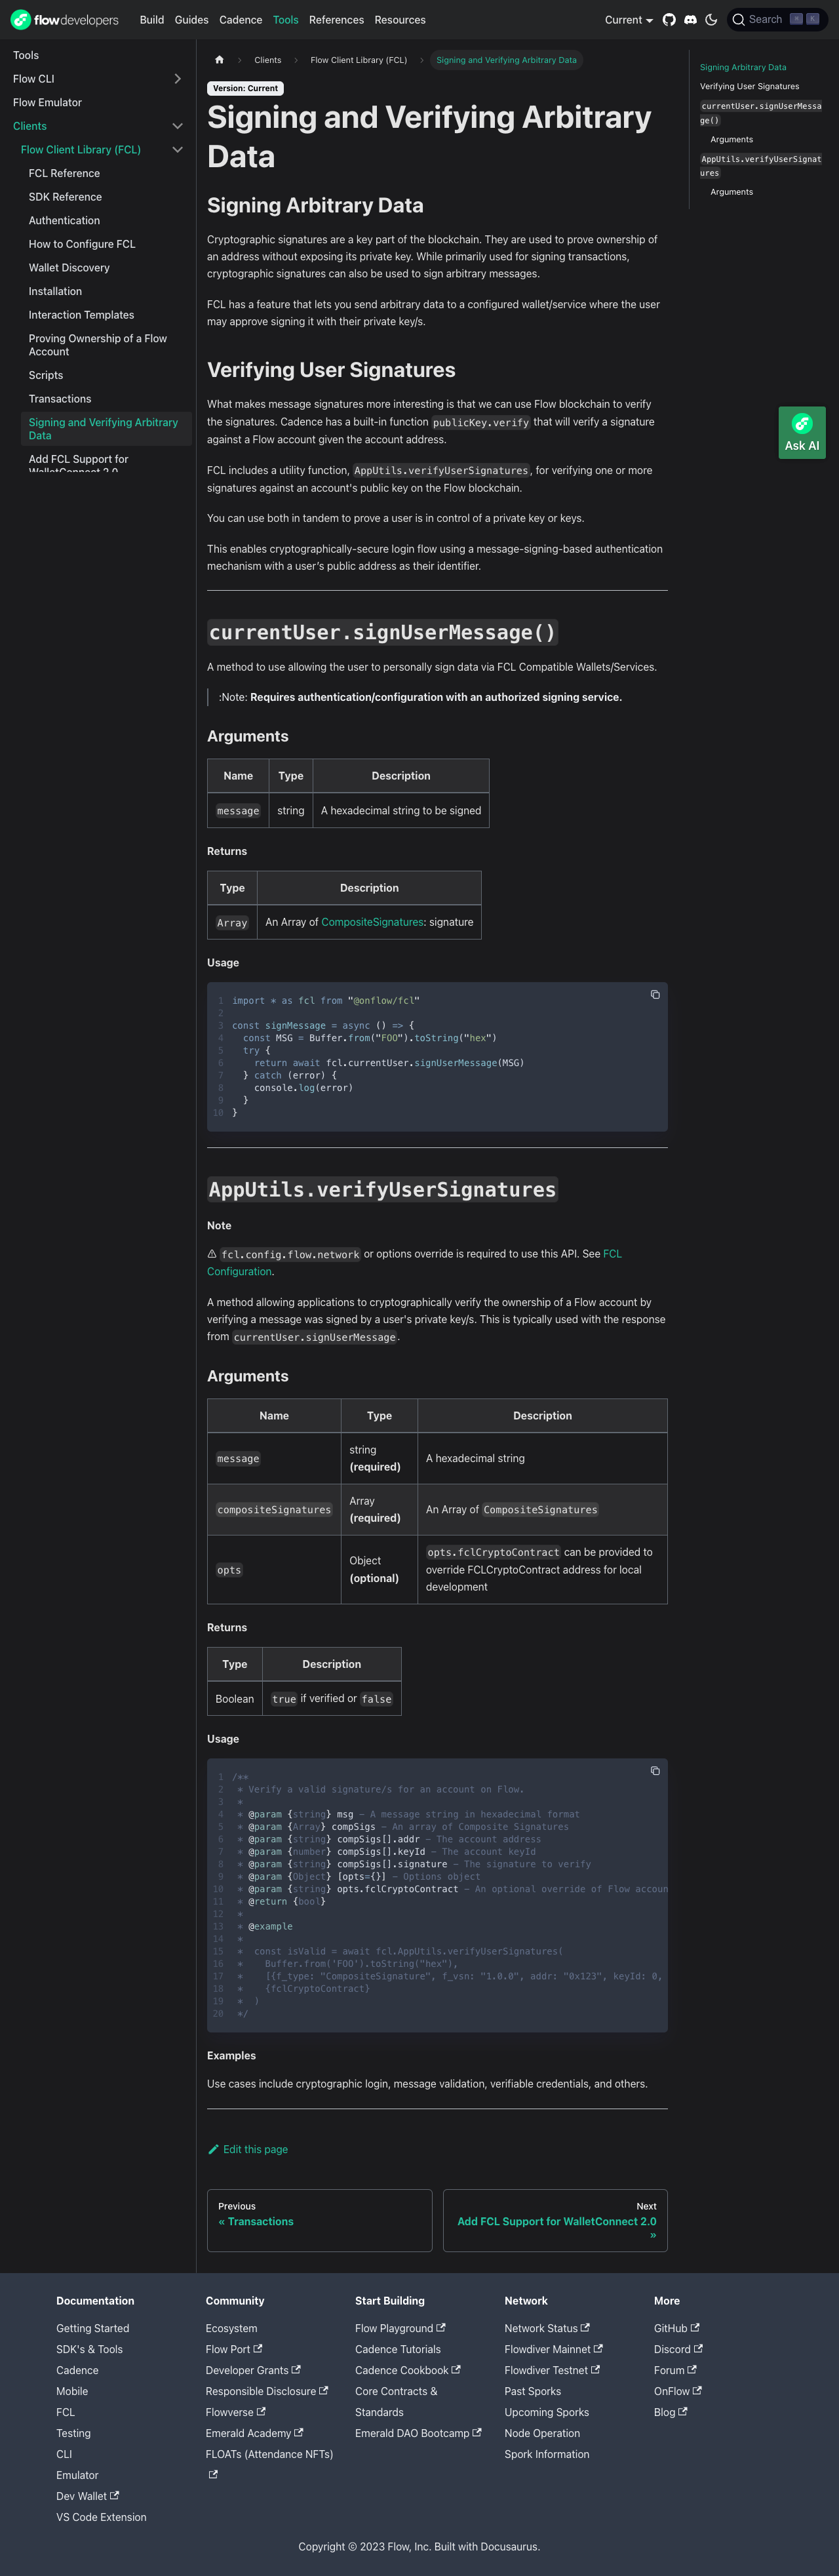 flow developers
Build Guides Cadence Tools References Resources
Current
Search K
Tools
Flow CLI
Flow Emulator
Clients
Flow Client Library (FCL)
FCL Reference
SDK Reference
Authentication
How to Configure FCL
Wallet Discovery
Installation
Interaction Templates
Proving Ownership of a Flow
Account
Scripts
Transactions
Signing and Verifying Arbitrary
Data
Add FCL Support for
WalletConnect 2.0
Clients > Flow Client Library (FCL) > Signing and Verifying Arbitrary Data
Version: Current
Signing and Verifying Arbitrary
Data
Signing Arbitrary Data
Cryptographic signatures are a key part of the blockchain. They are used to prove ownership of
an address without exposing its private key. While primarily used for signing transactions,
cryptographic signatures can also be used to sign arbitrary messages.
FCL has a feature that lets you send arbitrary data to a configured wallet/service where the user
may approve signing it with their private key/s.
Verifying User Signatures
What makes message signatures more interesting is that we can use Flow blockchain to verify
the signatures. Cadence has a built-in function publicKey.verify that will verify a signature
against a Flow account given the account address.
FCL includes a utility function, AppUtils.verifyUserSignatures, for verifying one or more
signatures against an account's public key on the Flow blockchain.
You can use both in tandem to prove a user is in control of a private key or keys.
This enables cryptographically-secure login flow using a message-signing-based authentication
mechanism with a user’s public address as their identifier.
currentUser.signUserMessage()
A method to use allowing the user to personally sign data via FCL Compatible Wallets/Services.
:Note: Requires authentication/configuration with an authorized signing service.
Arguments
Name Type Description
message string A hexadecimal string to be signed
Returns
Type Description
Array An Array of CompositeSignatures: signature
Usage
1 import * as fcl from "@onflow/fcl"
2
3 const signMessage = async () => {
4 const MSG = Buffer.from("FOO").toString("hex")
5 try {
6 return await fcl.currentUser.signUserMessage(MSG)
7 } catch (error) {
8 console.log(error)
9 }
10 }
AppUtils.verifyUserSignatures
Note
⚠ fcl.config.flow.network or options override is required to use this API. See FCL
Configuration.
A method allowing applications to cryptographically verify the ownership of a Flow account by
verifying a message was signed by a user's private key/s. This is typically used with the response
from currentUser.signUserMessage.
Arguments
Name Type Description
message string (required) A hexadecimal string
compositeSignatures Array (required) An Array of CompositeSignatures
opts Object (optional) opts.fclCryptoContract can be provided to
override FCLCryptoContract address for local
development
Returns
Type Description
Boolean true if verified or false
Usage
1 /**
2 * Verify a valid signature/s for an account on Flow.
3 *
4 * @param {string} msg - A message string in hexadecimal format
5 * @param {Array} compSigs - An array of Composite Signatures
6 * @param {string} compSigs[].addr - The account address
7 * @param {number} compSigs[].keyId - The account keyId
8 * @param {string} compSigs[].signature - The signature to verify
9 * @param {Object} [opts={}] - Options object
10 * @param {string} opts.fclCryptoContract - An optional override of Flow accoun
11 * @return {bool}
12 *
13 * @example
14 *
15 * const isValid = await fcl.AppUtils.verifyUserSignatures(
16 * Buffer.from('FOO').toString("hex"),
17 * [{f_type: "CompositeSignature", f_vsn: "1.0.0", addr: "0x123", keyId: 0,
18 * {fclCryptoContract}
19 * )
20 */
Examples
Use cases include cryptographic login, message validation, verifiable credentials, and others.
Edit this page
Previous
« Transactions
Next
Add FCL Support for WalletConnect 2.0
»
Signing Arbitrary Data
Verifying User Signatures
currentUser.signUserMessa
ge()
Arguments
AppUtils.verifyUserSignat
ures
Arguments
Ask AI
Documentation
Getting Started
SDK's & Tools
Cadence
Mobile
FCL
Testing
CLI
Emulator
Dev Wallet
VS Code Extension
Community
Ecosystem
Flow Port
Developer Grants
Responsible Disclosure
Flowverse
Emerald Academy
FLOATs (Attendance NFTs)
Start Building
Flow Playground
Cadence Tutorials
Cadence Cookbook
Core Contracts &
Standards
Emerald DAO Bootcamp
Network
Network Status
Flowdiver Mainnet
Flowdiver Testnet
Past Sporks
Upcoming Sporks
Node Operation
Spork Information
More
GitHub
Discord
Forum
OnFlow
Blog
Copyright © 2023 Flow, Inc. Built with Docusaurus.